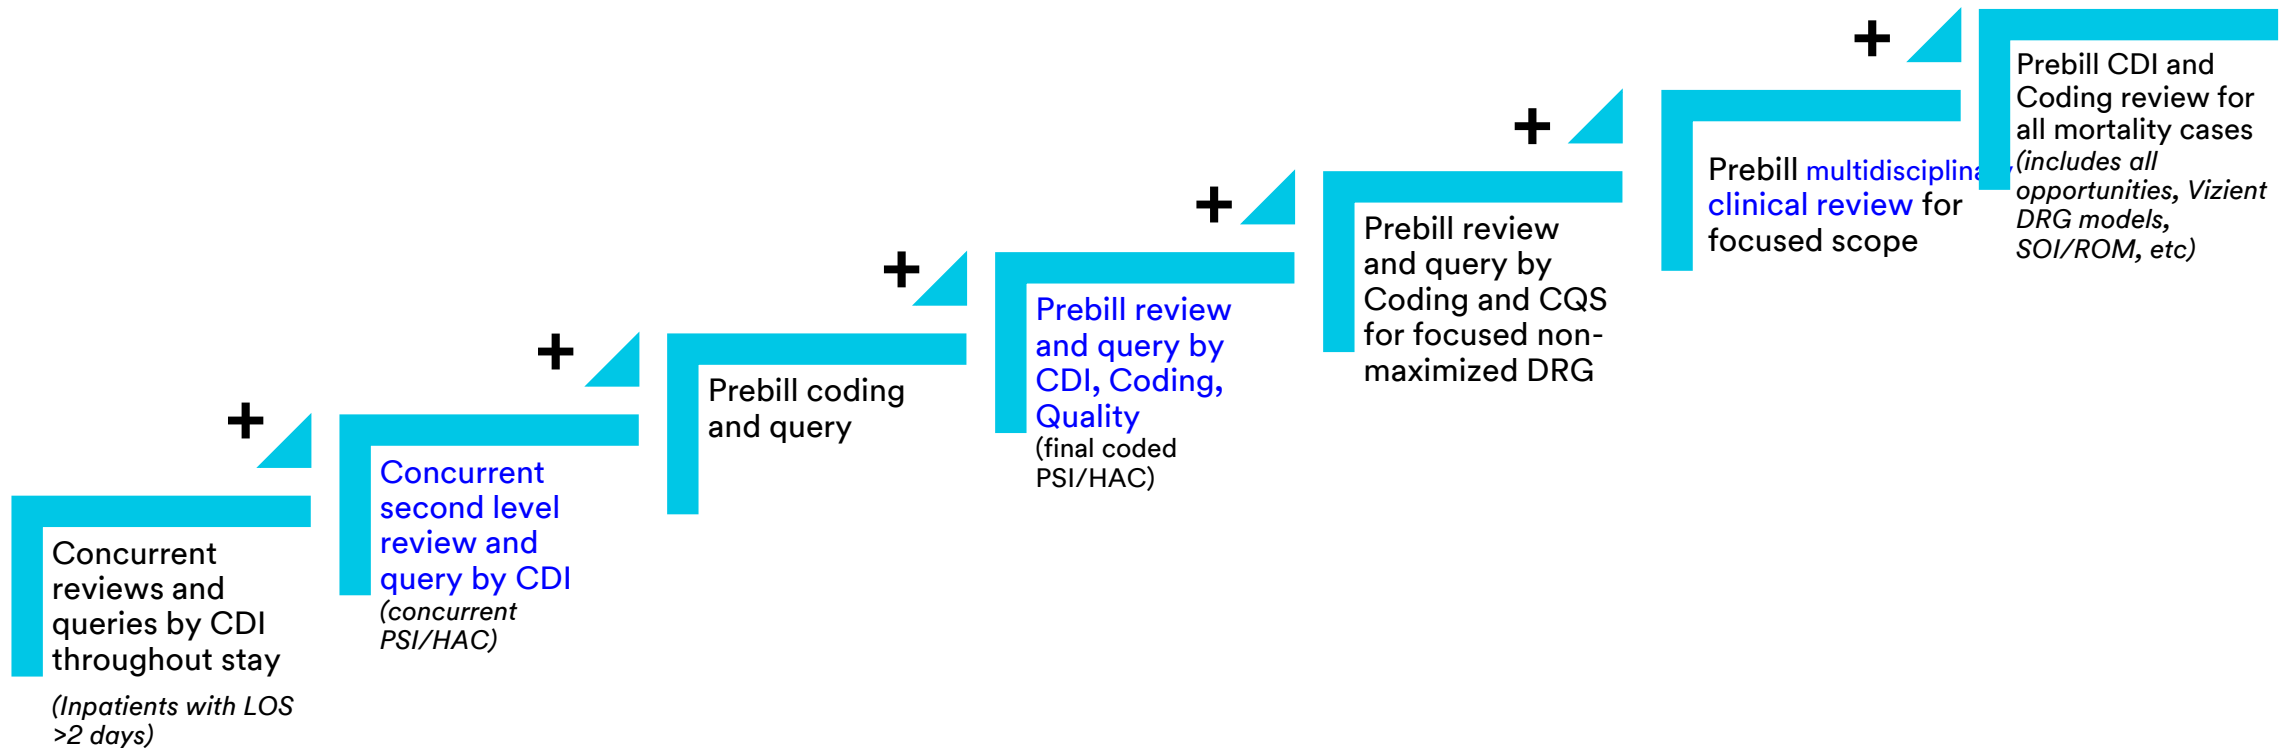 Concurrent
reviews and
queries by CDI
throughout stay
(Inpatients with LOS
>2 days)
+
Concurrent
second level
review and
query by CDI
(concurrent
PSI/HAC)
+
Prebill coding
and query
+
Prebill review
and query by
CDI, Coding,
Quality
(final coded
PSI/HAC)
+
Prebill review
and query by
Coding and CQS
for focused non-
maximized DRG
+
Prebill multidisciplinary
clinical review for
focused scope
+
Prebill CDI and
Coding review for
all mortality cases
(includes all
opportunities, Vizient
DRG models,
SOI/ROM, etc)